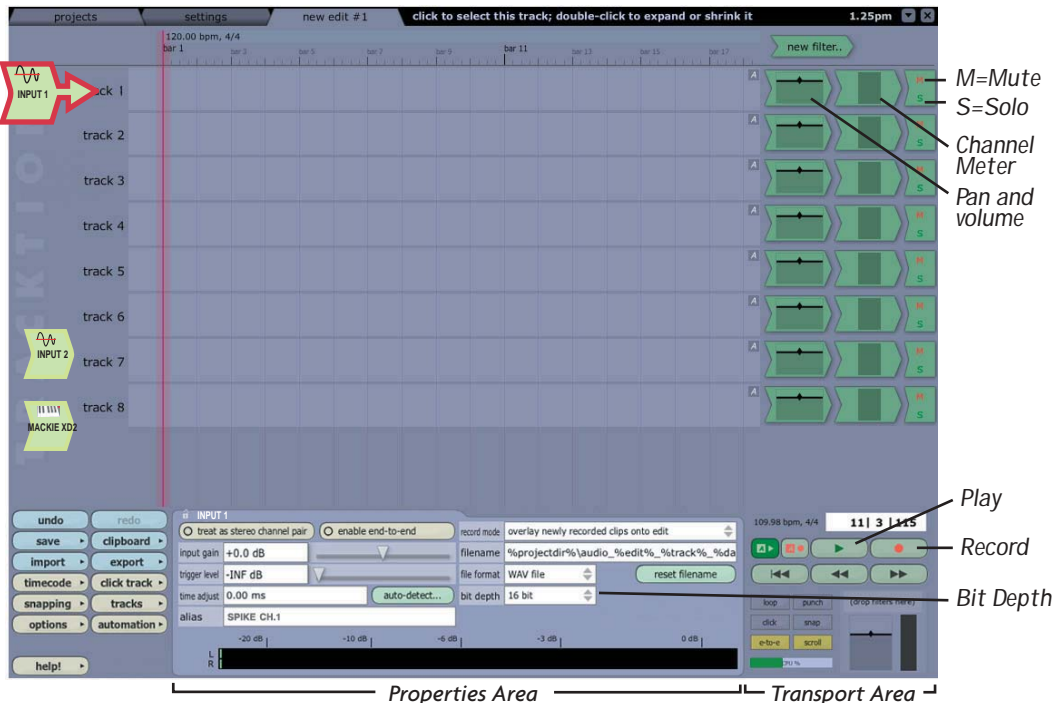 projects settings new edit #1 click to select this track; double-click to expand or shrink it 1.25pm
120.00 bpm, 4/4
bar 1 bar 3 bar 5 bar 7 bar 9 bar 11 bar 13 bar 15 bar 17
new filter..
TRACKTION
INPUT 1
ck 1
A
M
S
M=Mute
S=Solo
track 2
A
M
S
Channel
Meter
track 3
A
M
S
Pan and
volume
track 4
A
M
S
track 5
A
M
S
track 6
A
M
S
INPUT 2
track 7
A
M
S
MACKIE XD2
track 8
A
M
S
undo redo
save clipboard
import export
timecode click track
snapping tracks
options automation
help!
INPUT 1
treat as stereo channel pair enable end-to-end
input gain +0.0 dB
trigger level -INF dB
time adjust 0.00 ms auto-detect...
alias SPIKE CH.1
record mode overlay newly recorded clips onto edit
filename %projectdir%\audio_%edit%_%track%_%da
file format WAV file reset filename
bit depth 16 bit
-20 dB -10 dB -6 dB -3 dB 0 dB
L
R
109.98 bpm, 4/4 11| 3 |115
A A
loop punch (drop filters here)
click snap
e-to-e scroll
CPU %
Play
Record
Bit Depth
Properties Area Transport Area